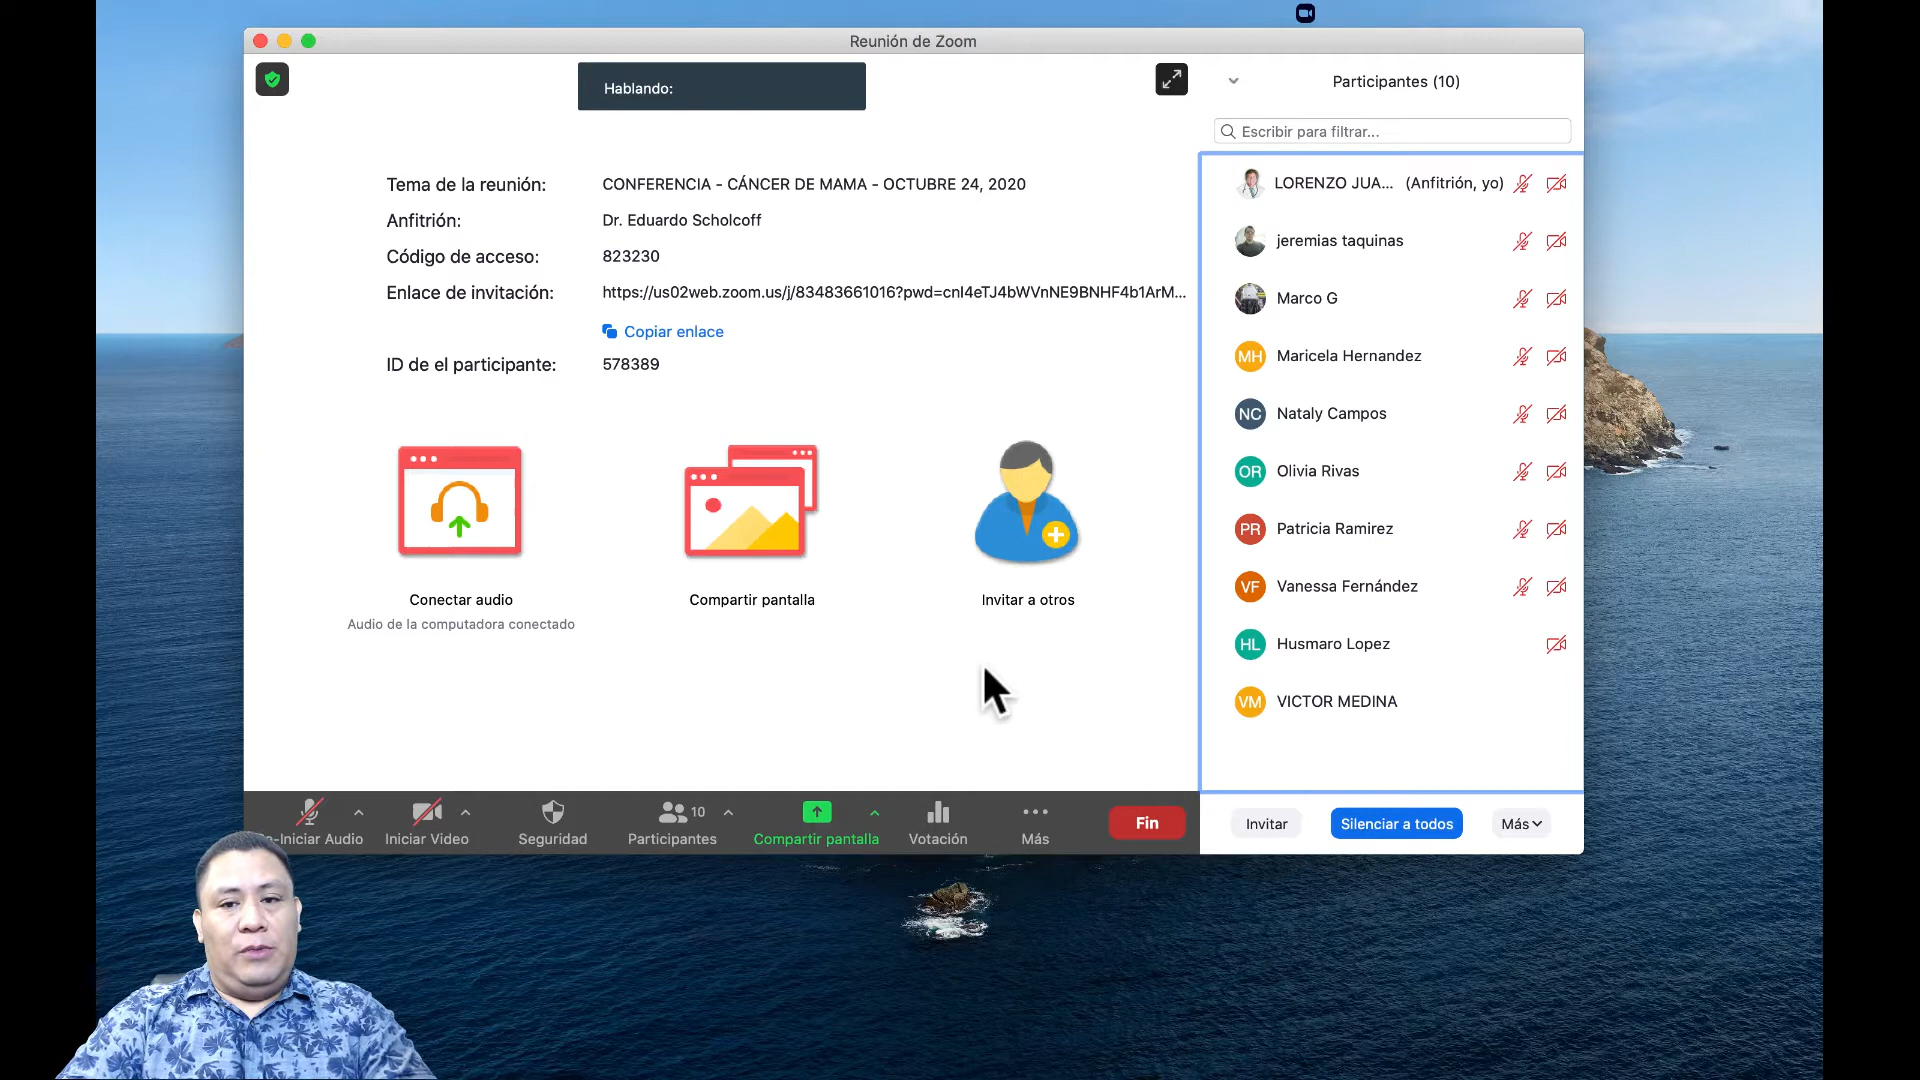 Reunión de Zoom
Hablando:
Participantes (10)
Escribir para filtrar...
Tema de la reunión: CONFERENCIA - CÁNCER DE MAMA - OCTUBRE 24, 2020
Anfitrión: Dr. Eduardo Scholcoff
Código de acceso: 823230
Enlace de invitación: https://us02web.zoom.us/j/83483661016?pwd=cnI4eTJ4bWVnNE9BNHF4b1ArM...
Copiar enlace
ID de el participante: 578389
Conectar audio
Audio de la computadora conectado
Compartir pantalla
Invitar a otros
LORENZO JUA... (Anfitrión, yo)
jeremias taquinas
Marco G
MH Maricela Hernandez
NC Nataly Campos
OR Olivia Rivas
PR Patricia Ramirez
VF Vanessa Fernández
HL Husmaro Lopez
VM VICTOR MEDINA
-Iniciar Audio
Iniciar Video
Seguridad
10
Participantes
Compartir pantalla
Votación
Más
Fin
Invitar
Silenciar a todos
Más